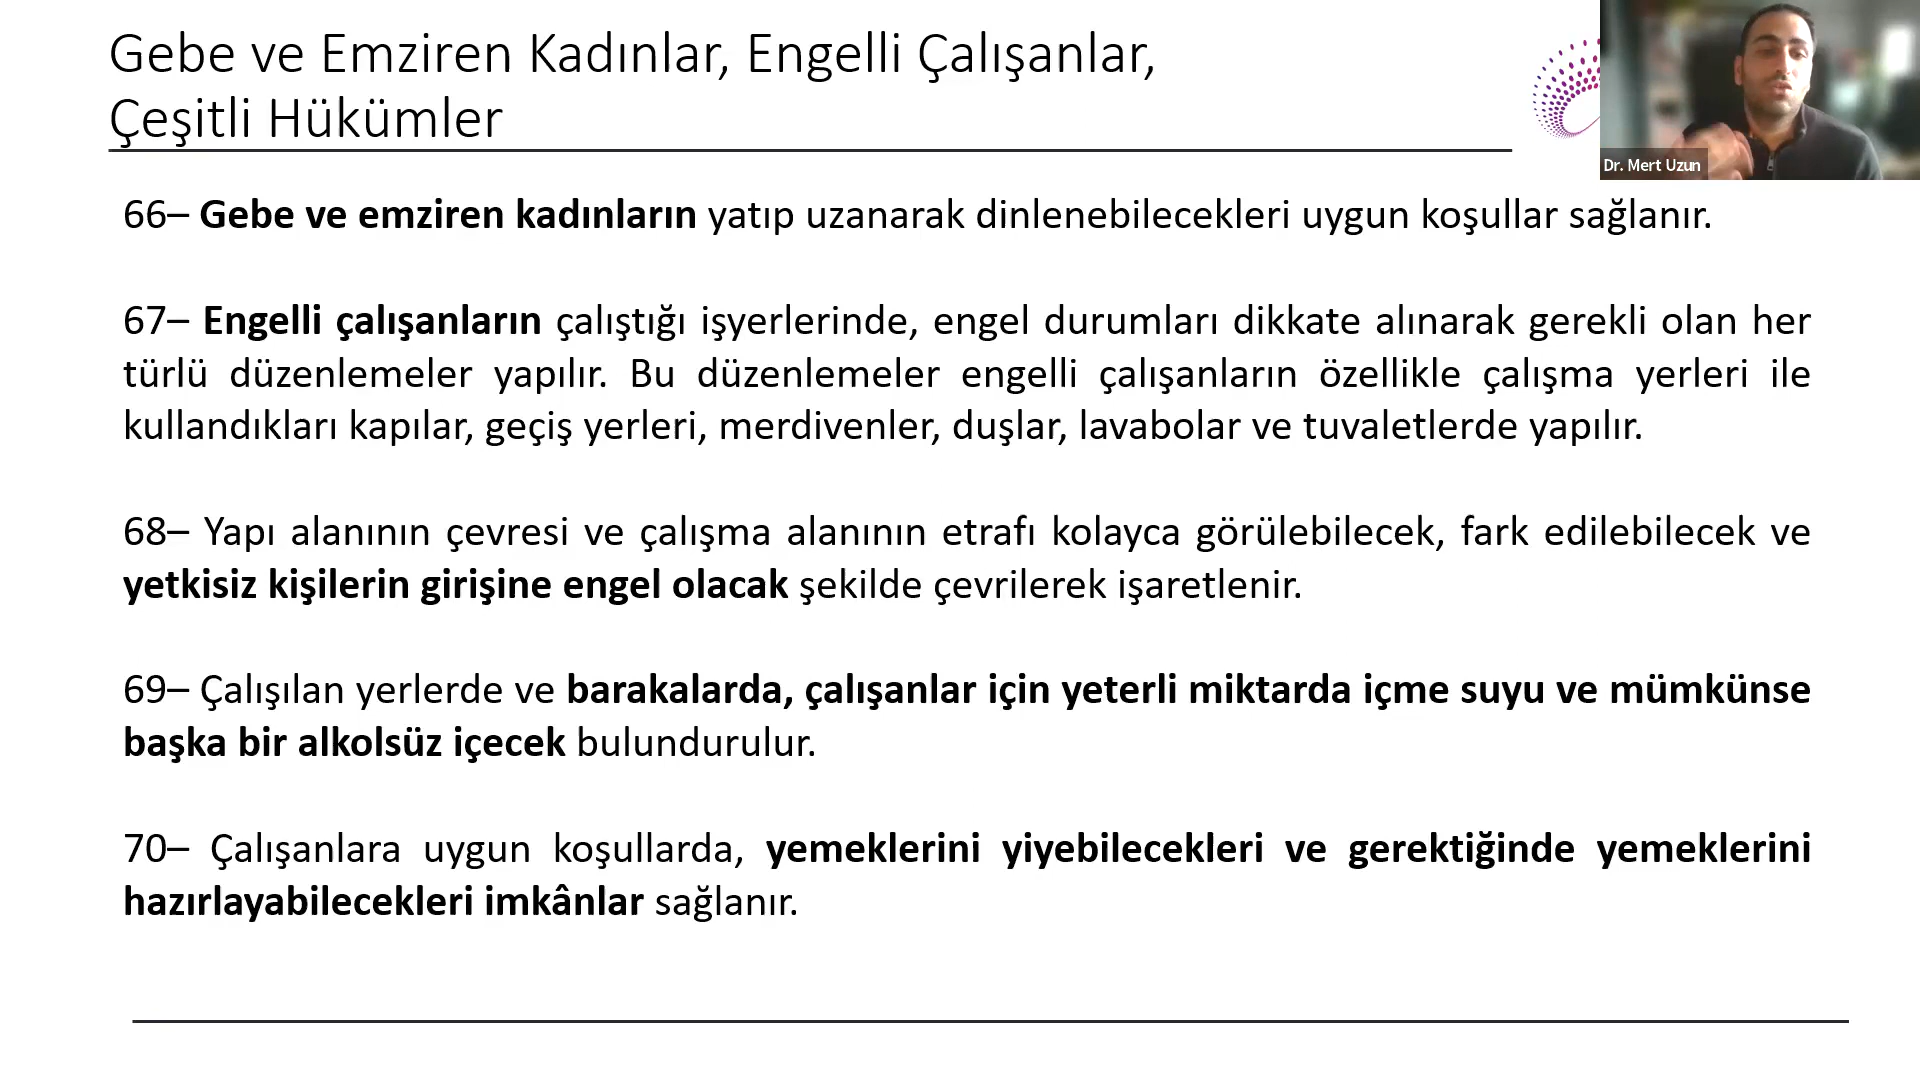 Gebe ve Emziren Kadınlar, Engelli Çalışanlar,
Çeşitli Hükümler
Dr. Mert Uzun
66– Gebe ve emziren kadınların yatıp uzanarak dinlenebilecekleri uygun koşullar sağlanır.
67– Engelli çalışanların çalıştığı işyerlerinde, engel durumları dikkate alınarak gerekli olan her
türlü düzenlemeler yapılır. Bu düzenlemeler engelli çalışanların özellikle çalışma yerleri ile
kullandıkları kapılar, geçiş yerleri, merdivenler, duşlar, lavabolar ve tuvaletlerde yapılır.
68– Yapı alanının çevresi ve çalışma alanının etrafı kolayca görülebilecek, fark edilebilecek ve
yetkisiz kişilerin girişine engel olacak şekilde çevrilerek işaretlenir.
69– Çalışılan yerlerde ve barakalarda, çalışanlar için yeterli miktarda içme suyu ve mümkünse
başka bir alkolsüz içecek bulundurulur.
70– Çalışanlara uygun koşullarda, yemeklerini yiyebilecekleri ve gerektiğinde yemeklerini
hazırlayabilecekleri imkânlar sağlanır.